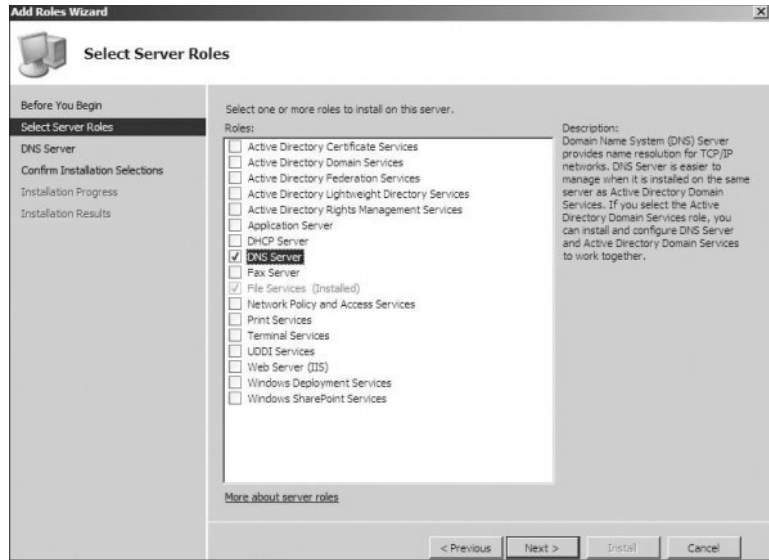 Add Roles Wizard
Select Server Roles
Before You Begin
Select Server Roles
DNS Server
Confirm Installation Selections
Installation Progress
Installation Results
Select one or more roles to install on this server.
Roles:
Active Directory Certificate Services
Active Directory Domain Services
Active Directory Federation Services
Active Directory Lightweight Directory Services
Active Directory Rights Management Services
Application Server
DHCP Server
DNS Server
Fax Server
File Services (Installed)
Network Policy and Access Services
Print Services
Terminal Services
UDDI Services
Web Server (IIS)
Windows Deployment Services
Windows SharePoint Services
More about server roles
Description:
Domain Name System (DNS) Server
provides name resolution for TCP/IP
networks. DNS Server is easier to
manage when it is installed on the same
server as Active Directory Domain
Services. If you select the Active
Directory Domain Services role, you
can install and configure DNS Server
and Active Directory Domain Services
to work together.
< Previous
Next >
Install
Cancel